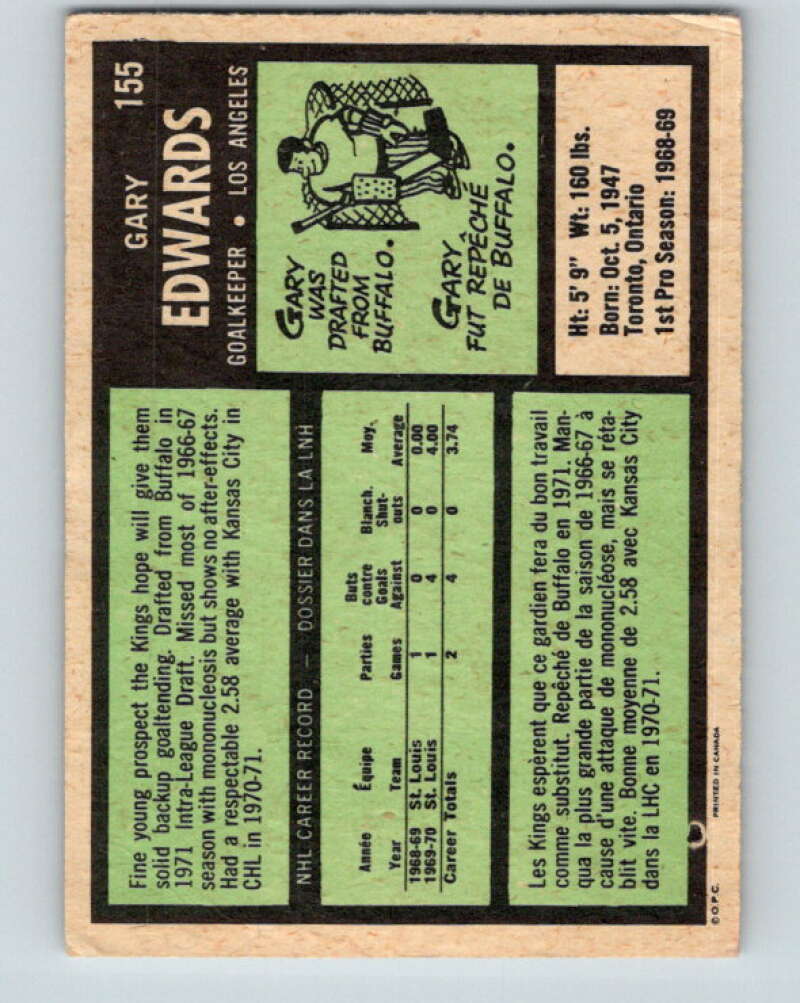 155
GARY
EDWARDS
GOALKEEPER • LOS ANGELES
Fine young prospect the Kings hope will give them
solid backup goaltending. Drafted from Buffalo in
1971 Intra-League Draft. Missed most of 1966-67
season with mononucleosis but shows no after-effects.
Had a respectable 2.58 average with Kansas City in
CHL in 1970-71.
GARY
WAS
DRAFTED
FROM
BUFFALO.
GARY
FUT REPÊCHÉ
DE BUFFALO.
NHL CAREER RECORD – DOSSIER DANS LA LNH
Année Équipe Parties Buts contre Blanch. Moy.
Year Team Games Goals Against Shut-outs Average
1968-69 St. Louis 1 0 0 0.00
1969-70 St. Louis 1 4 0 4.00
Career Totals 2 4 0 3.74
Ht: 5' 9" Wt: 160 lbs.
Born: Oct. 5, 1947
Toronto, Ontario
1st Pro Season: 1968-69
Les Kings espèrent que ce gardien fera du bon travail
comme substitut. Repêché de Buffalo en 1971. Man-
qua la plus grande partie de la saison de 1966-67 à
cause d'une attaque de mononucléose, mais se réta-
blit vite. Bonne moyenne de 2.58 avec Kansas City
dans la LHC en 1970-71.
© O.P.C. PRINTED IN CANADA